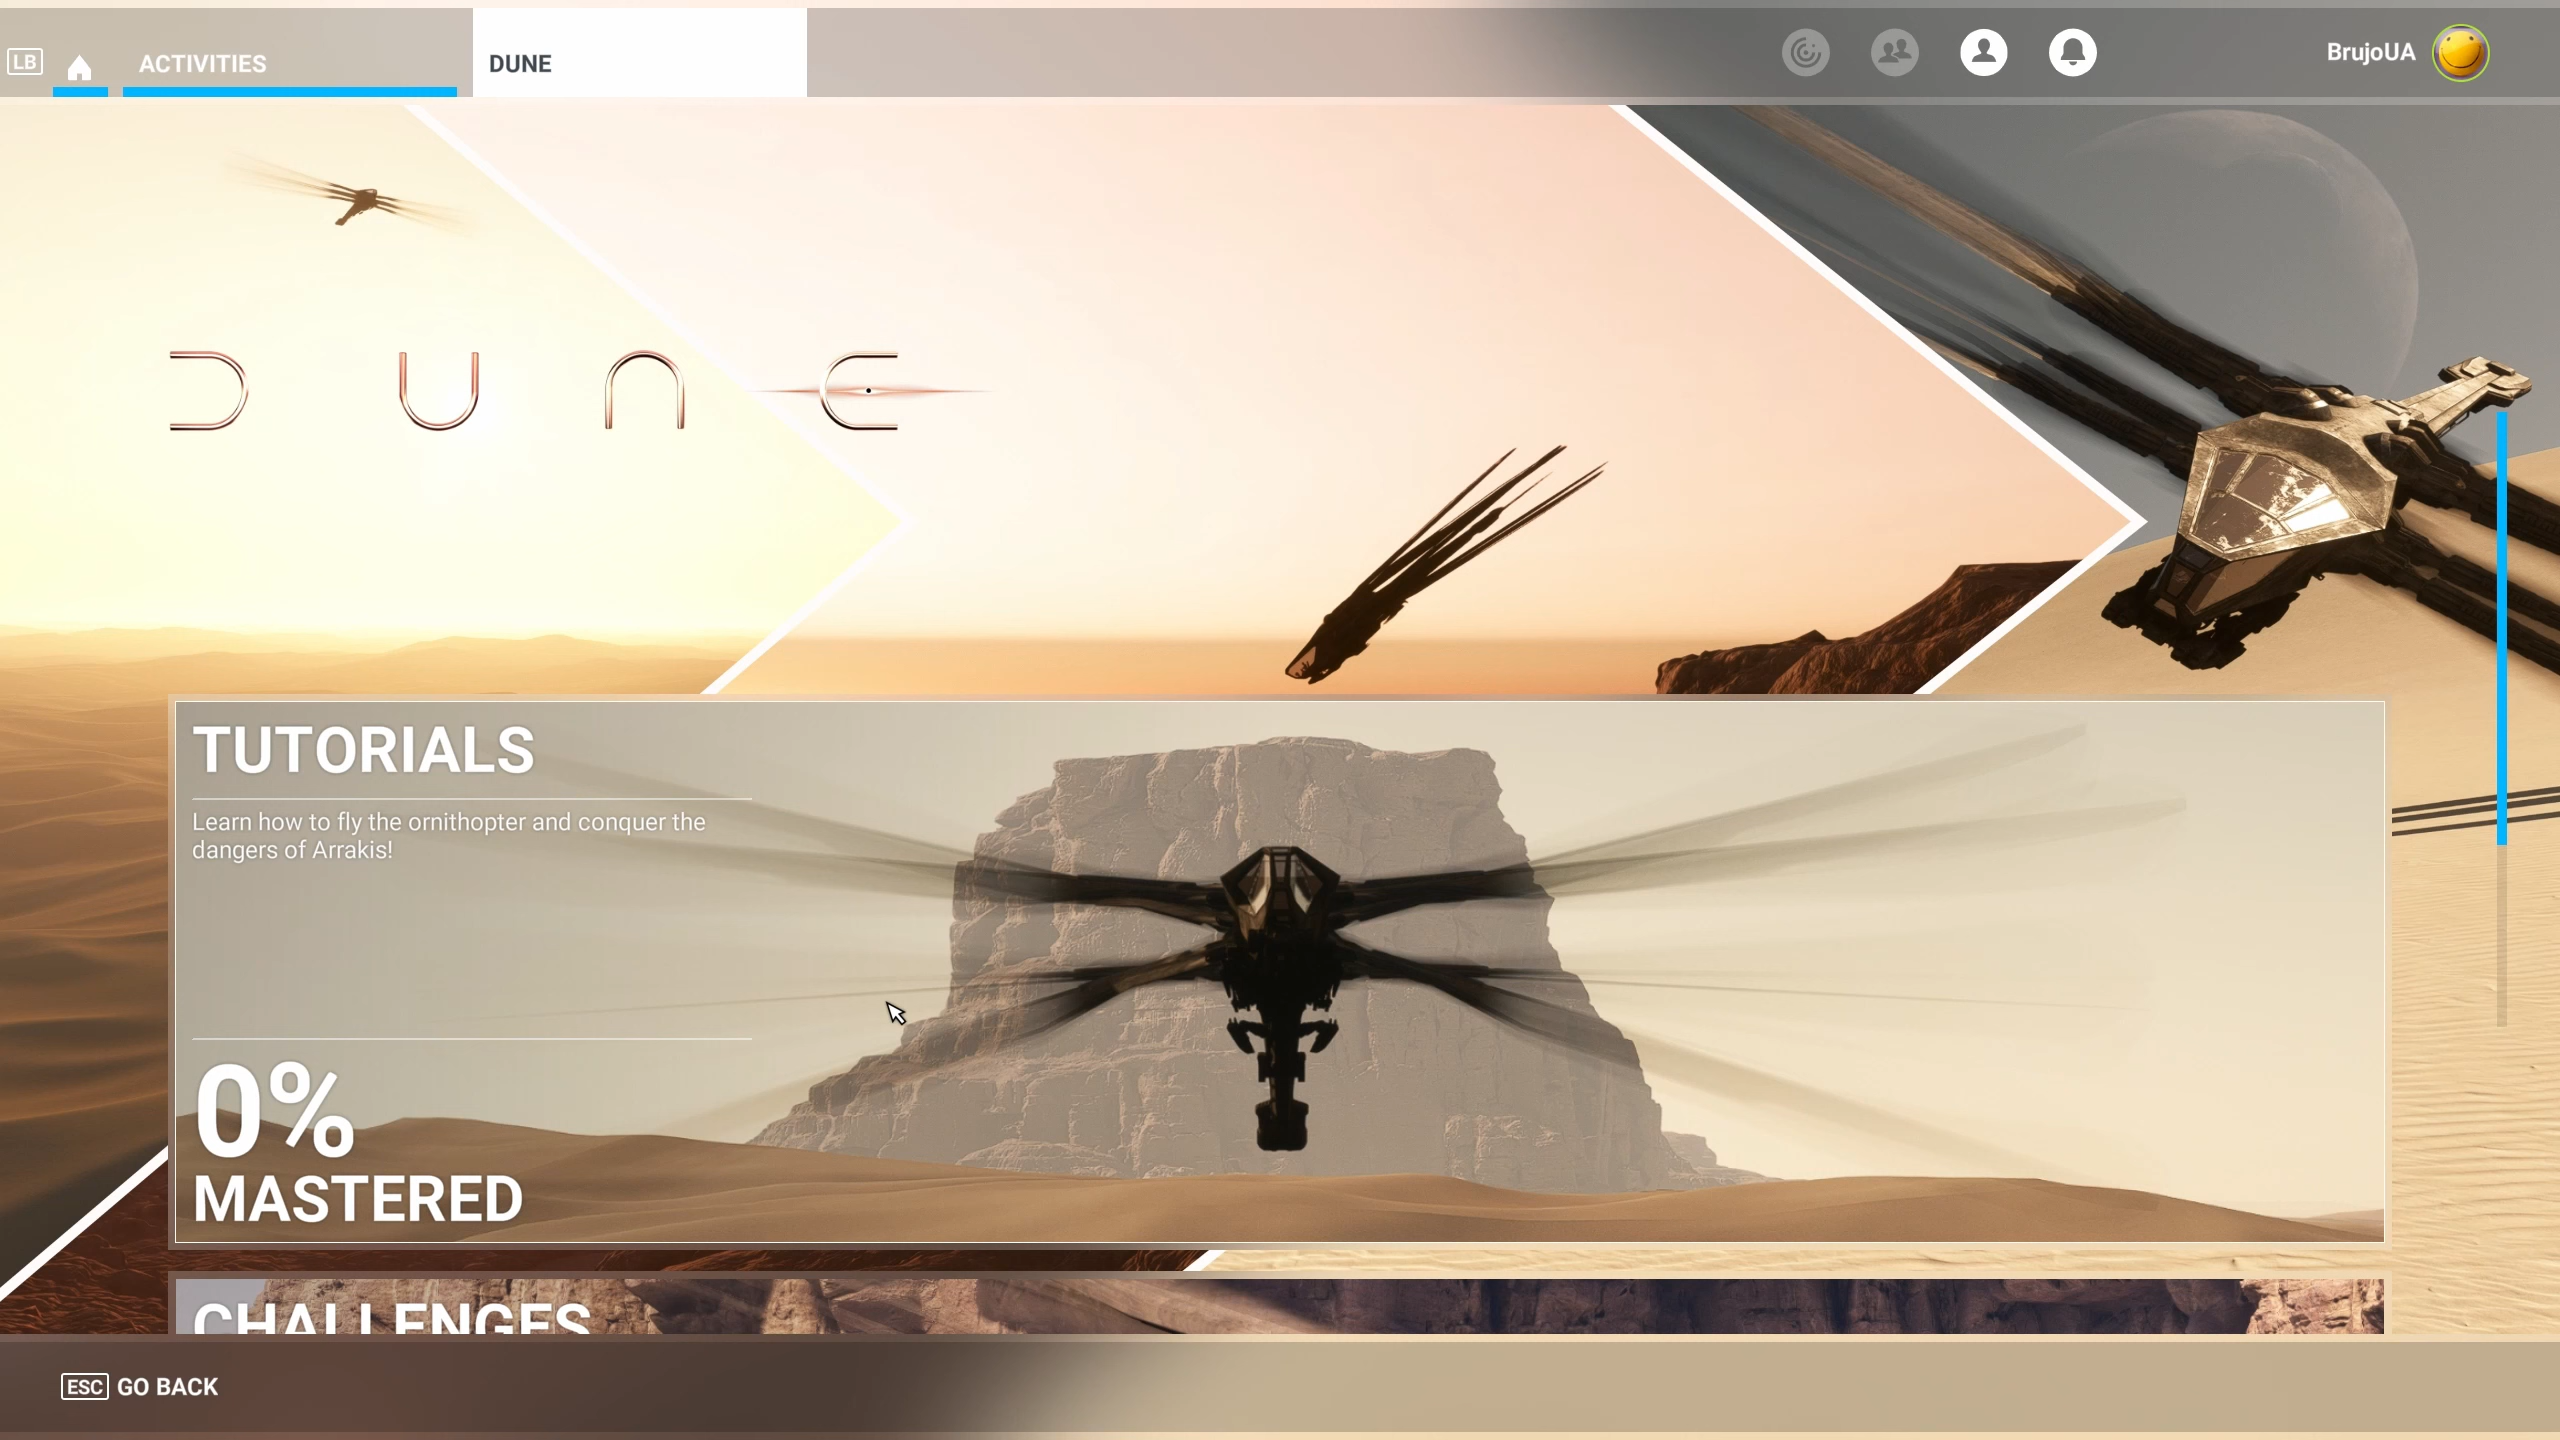 LB
ACTIVITIES
DUNE
BrujoUA
DUNE
TUTORIALS
Learn how to fly the ornithopter and conquer the
dangers of Arrakis!
0%
MASTERED
CHALLENGES
ESC GO BACK